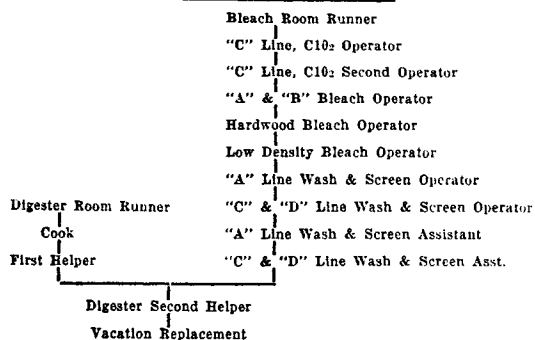 Bleach Room Runner
"C" Line, C10₂ Operator
"C" Line, C10₂ Second Operator
"A" & "B" Bleach Operator
Hardwood Bleach Operator
Low Density Bleach Operator
"A" Line Wash & Screen Operator
Digester Room Runner
"C" & "D" Line Wash & Screen Operator
Cook
"A" Line Wash & Screen Assistant
First Helper
"C" & "D" Line Wash & Screen Asst.
Digester Second Helper
Vacation Replacement